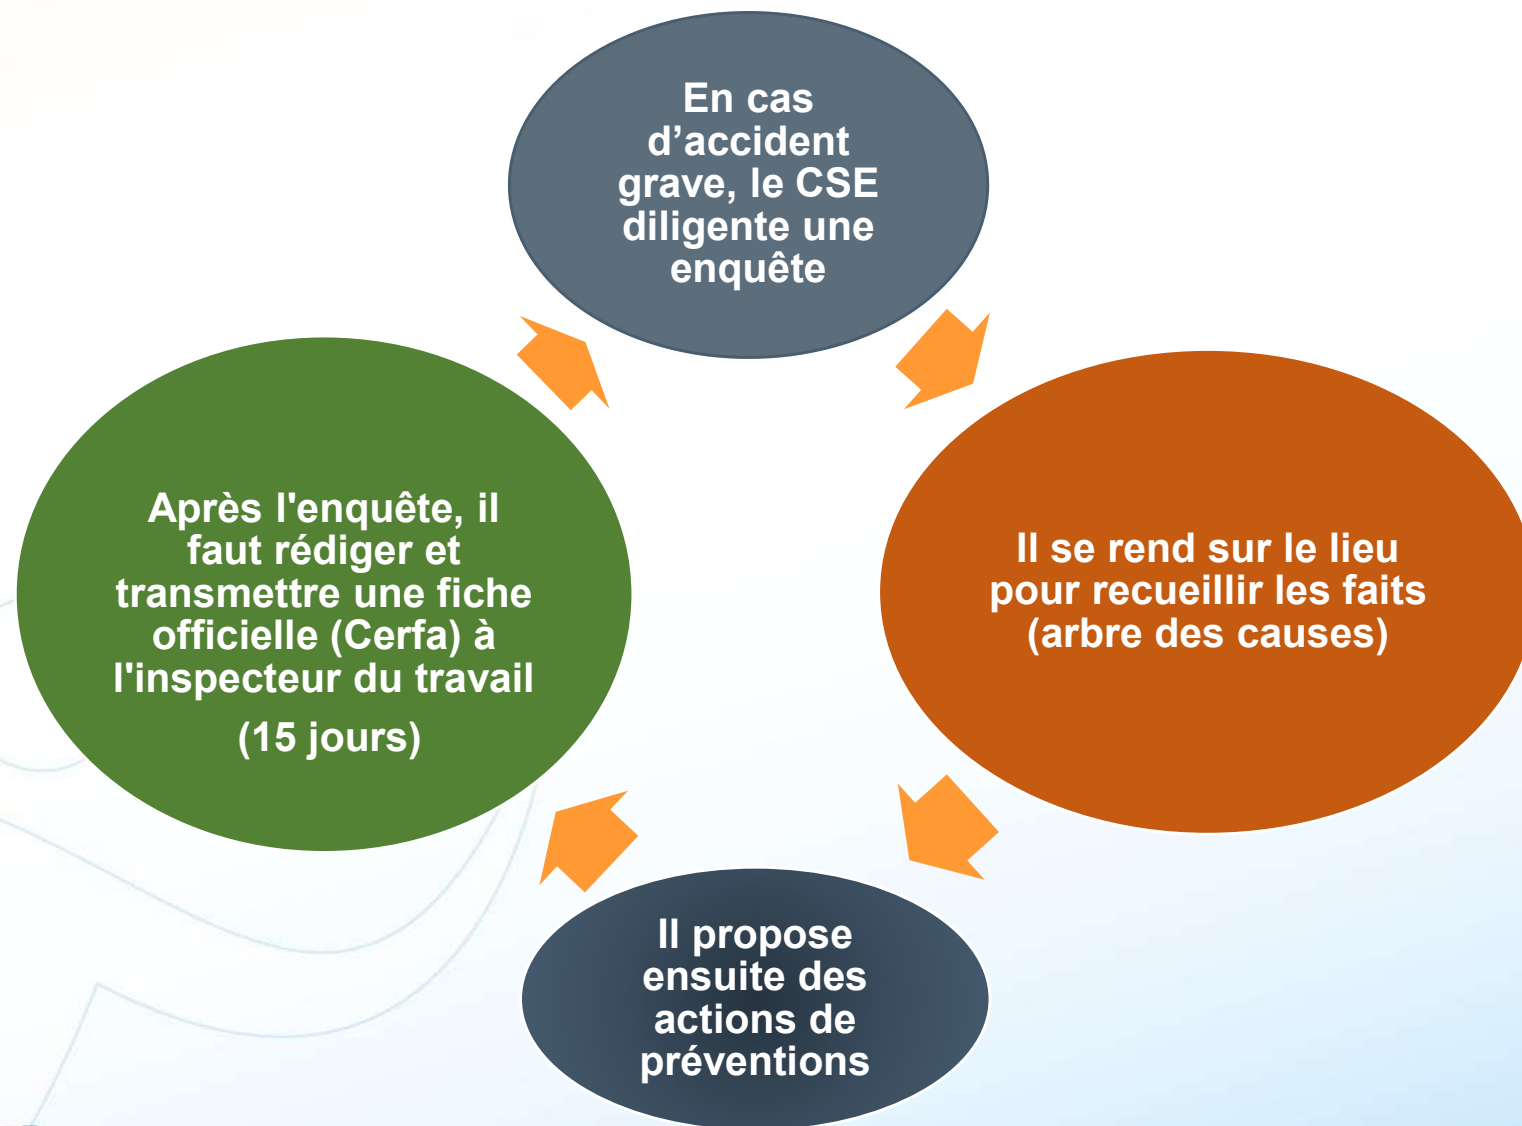 En cas
d’accident
grave, le CSE
diligente une
enquête
Il se rend sur le lieu
pour recueillir les faits
(arbre des causes)
Il propose
ensuite des
actions de
préventions
Après l'enquête, il
faut rédiger et
transmettre une fiche
officielle (Cerfa) à
l'inspecteur du travail
(15 jours)